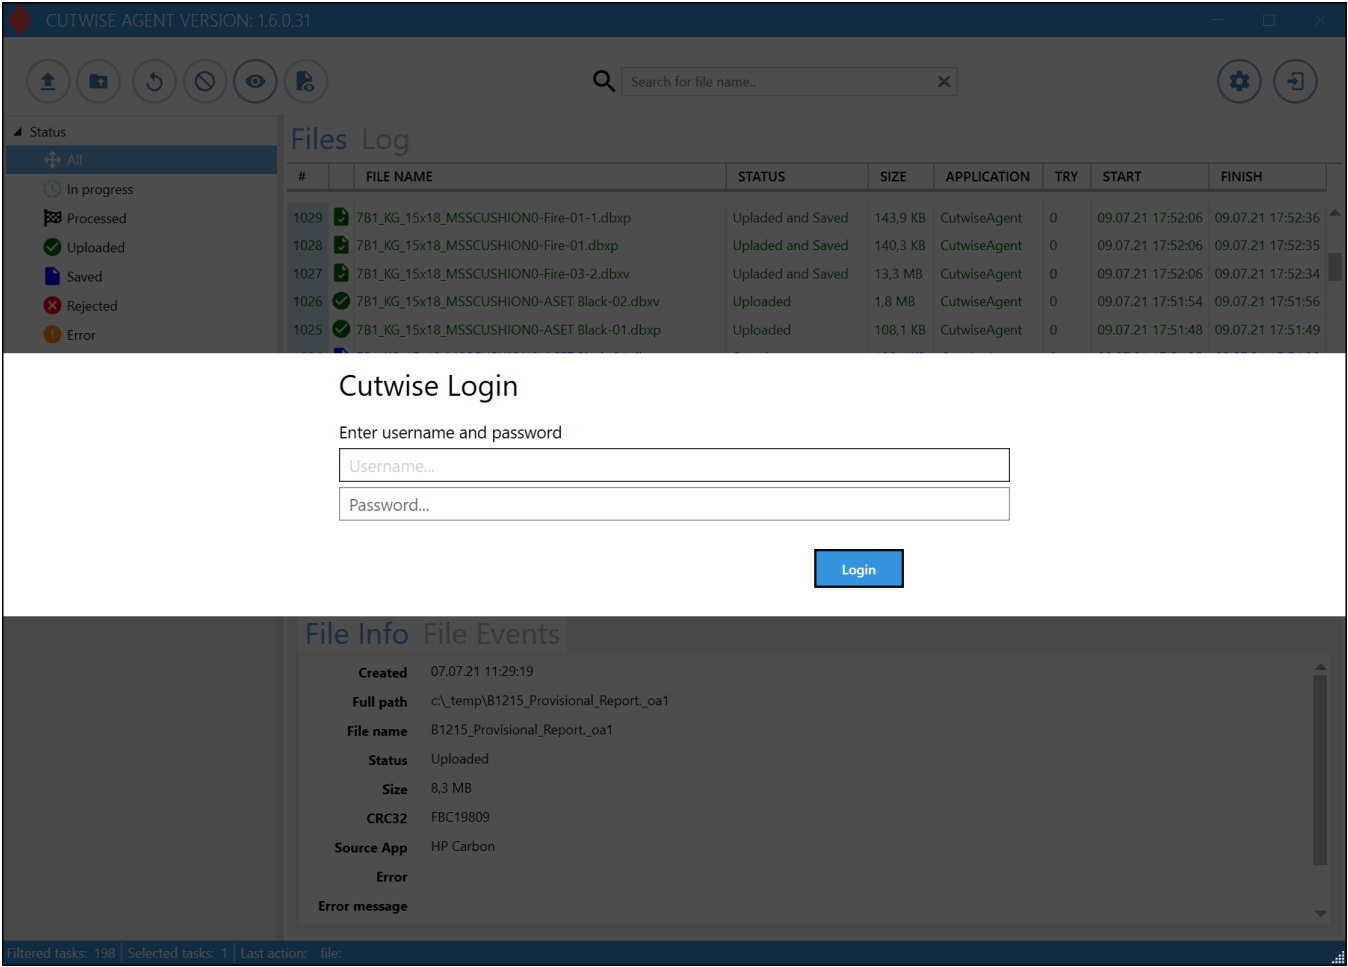 CUTWISE AGENT VERSION: 1.6.0.31
Search for file name..
Status
All
In progress
Processed
Uploaded
Saved
Rejected
Error
Files Log
# FILE NAME STATUS SIZE APPLICATION TRY START FINISH
1029 7B1_KG_15x18_MSSCUSHION0-Fire-01-1.dbxp Upladed and Saved 143,9 KB CutwiseAgent 0 09.07.21 17:52:06 09.07.21 17:52:36
1028 7B1_KG_15x18_MSSCUSHION0-Fire-01.dbxp Upladed and Saved 140,3 KB CutwiseAgent 0 09.07.21 17:52:06 09.07.21 17:52:35
1027 7B1_KG_15x18_MSSCUSHION0-Fire-03-2.dbxv Upladed and Saved 13,3 MB CutwiseAgent 0 09.07.21 17:52:06 09.07.21 17:52:34
1026 7B1_KG_15x18_MSSCUSHION0-ASET Black-02.dbxv Uploaded 1,8 MB CutwiseAgent 0 09.07.21 17:51:54 09.07.21 17:51:56
1025 7B1_KG_15x18_MSSCUSHION0-ASET Black-01.dbxp Uploaded 108,1 KB CutwiseAgent 0 09.07.21 17:51:48 09.07.21 17:51:49
Cutwise Login
Enter username and password
Username...
Password...
Login
File Info File Events
Created 07.07.21 11:29:19
Full path c:\_temp\B1215_Provisional_Report._oa1
File name B1215_Provisional_Report._oa1
Status Uploaded
Size 8,3 MB
CRC32 FBC19809
Source App HP Carbon
Error
Error message
Filtered tasks: 198 Selected tasks: 1 Last action: file: